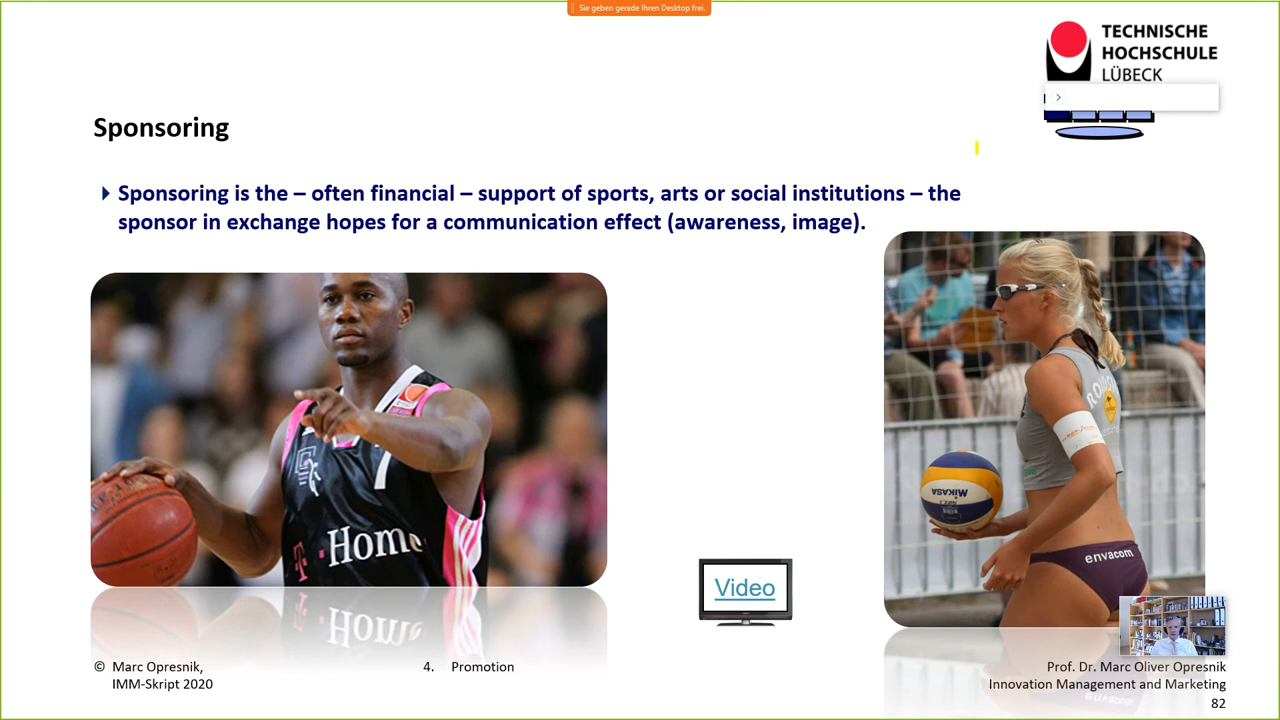 Sie geben gerade Ihren Desktop frei.
TECHNISCHE
HOCHSCHULE
LÜBECK
Sponsoring
Sponsoring is the – often financial – support of sports, arts or social institutions – the
sponsor in exchange hopes for a communication effect (awareness, image).
7
T · Home
MIKASA
envacom
Video
© Marc Opresnik,
IMM-Skript 2020
4. Promotion
Prof. Dr. Marc Oliver Opresnik
Innovation Management and Marketing
82